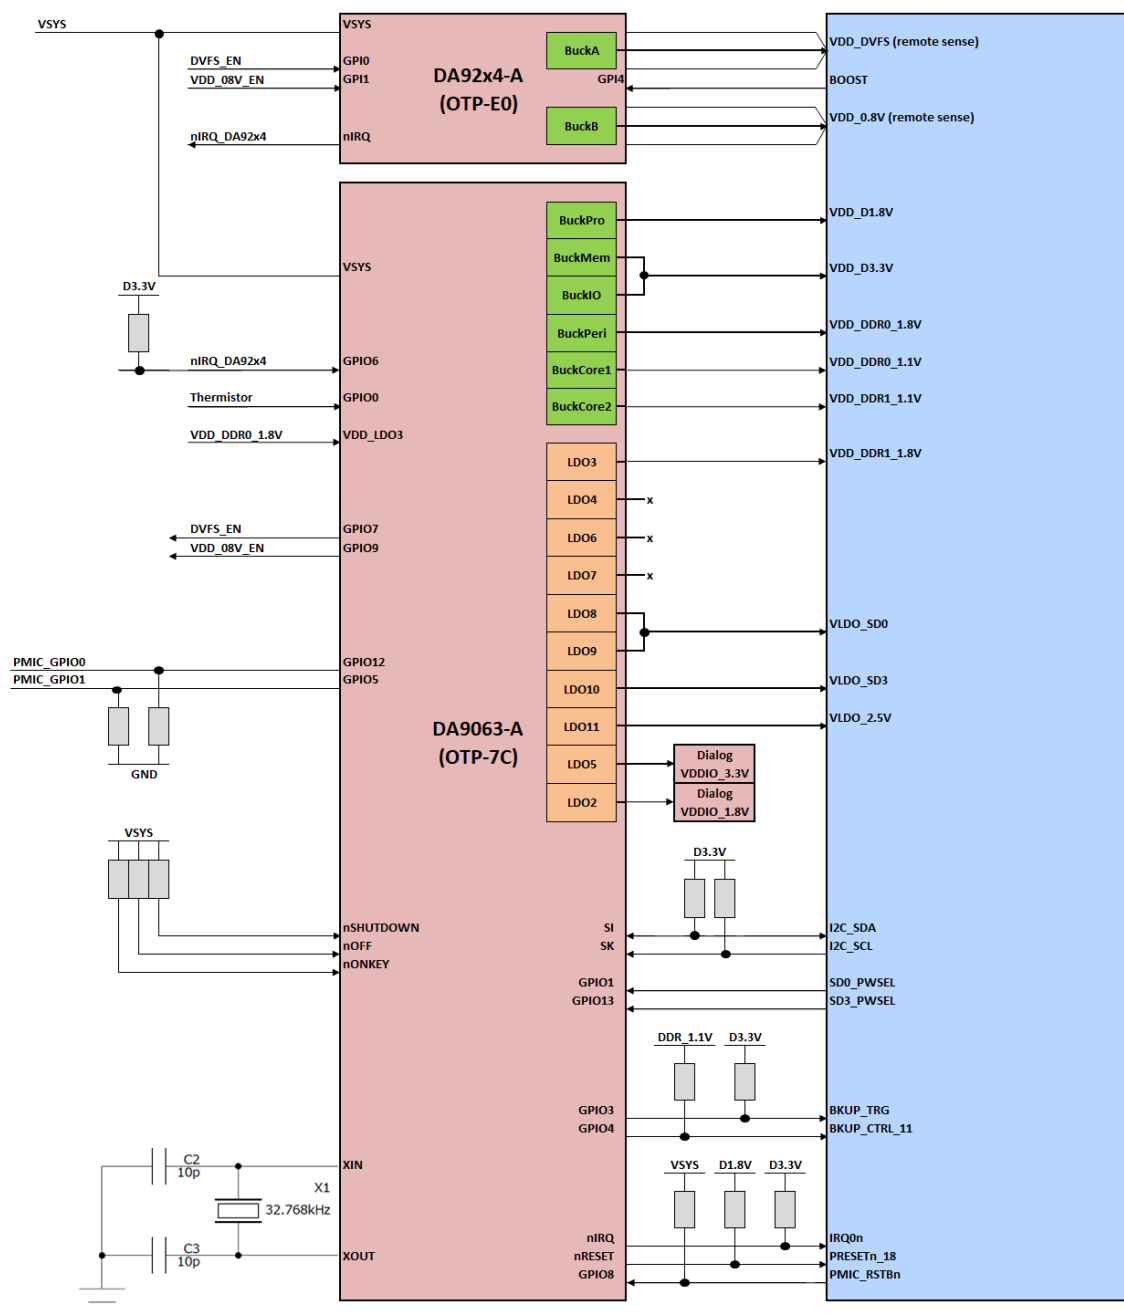 VSYS
VSYS
BuckA
VDD_DVFS (remote sense)
DVFS_EN
GPI0
VDD_08V_EN
GPI1
DA92x4-A
(OTP-E0)
GPI4
BOOST
BuckB
VDD_0.8V (remote sense)
nIRQ_DA92x4
nIRQ
BuckPro
VDD_D1.8V
BuckMem
VSYS
VDD_D3.3V
D3.3V
BuckIO
BuckPeri
VDD_DDR0_1.8V
nIRQ_DA92x4
GPIO6
BuckCore1
VDD_DDR0_1.1V
Thermistor
GPIO0
BuckCore2
VDD_DDR1_1.1V
VDD_DDR0_1.8V
VDD_LDO3
LDO3
VDD_DDR1_1.8V
LDO4
x
DVFS_EN
GPIO7
LDO6
x
VDD_08V_EN
GPIO9
LDO7
x
LDO8
VLDO_SD0
LDO9
PMIC_GPIO0
GPIO12
PMIC_GPIO1
GPIO5
LDO10
VLDO_SD3
LDO11
VLDO_2.5V
DA9063-A
(OTP-7C)
GND
LDO5
Dialog
VDDIO_3.3V
LDO2
Dialog
VDDIO_1.8V
VSYS
D3.3V
nSHUTDOWN
SI
I2C_SDA
nOFF
SK
I2C_SCL
nONKEY
GPIO1
SD0_PWSEL
GPIO13
SD3_PWSEL
DDR_1.1V
D3.3V
GPIO3
BKUP_TRG
GPIO4
BKUP_CTRL_11
C2
10p
XIN
VSYS
D1.8V
D3.3V
X1
32.768kHz
C3
10p
XOUT
nIRQ
IRQ0n
nRESET
PRESETn_18
GPIO8
PMIC_RSTBn